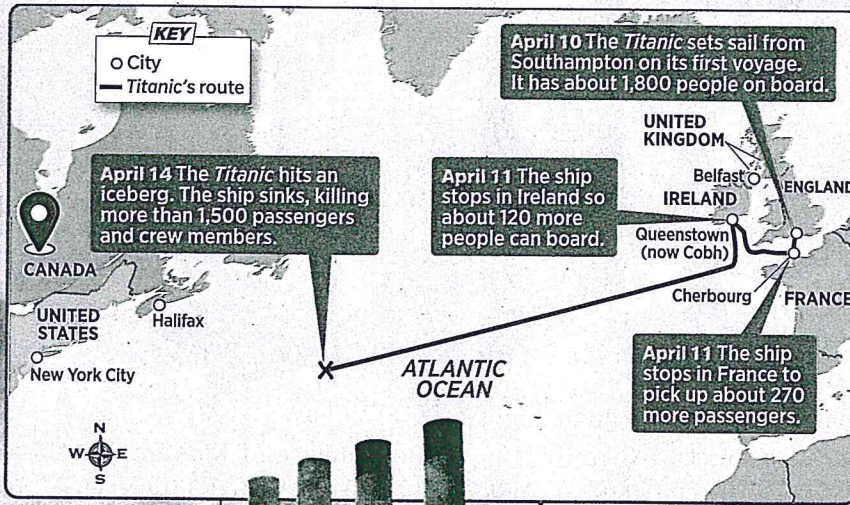 KEY
City
Titanic's route
April 10 The Titanic sets sail from
Southampton on its first voyage.
It has about 1,800 people on board.
April 14 The Titanic hits an
iceberg. The ship sinks, killing
more than 1,500 passengers
and crew members.
April 11 The ship
stops in Ireland so
about 120 more
people can board.
UNITED
KINGDOM
Belfast
ENGLAND
IRELAND
Queenstown
(now Cobh)
Cherbourg
FRANCE
April 11 The ship
stops in France to
pick up about 270
more passengers.
CANADA
UNITED
STATES
Halifax
New York City
ATLANTIC
OCEAN
N
W E
S